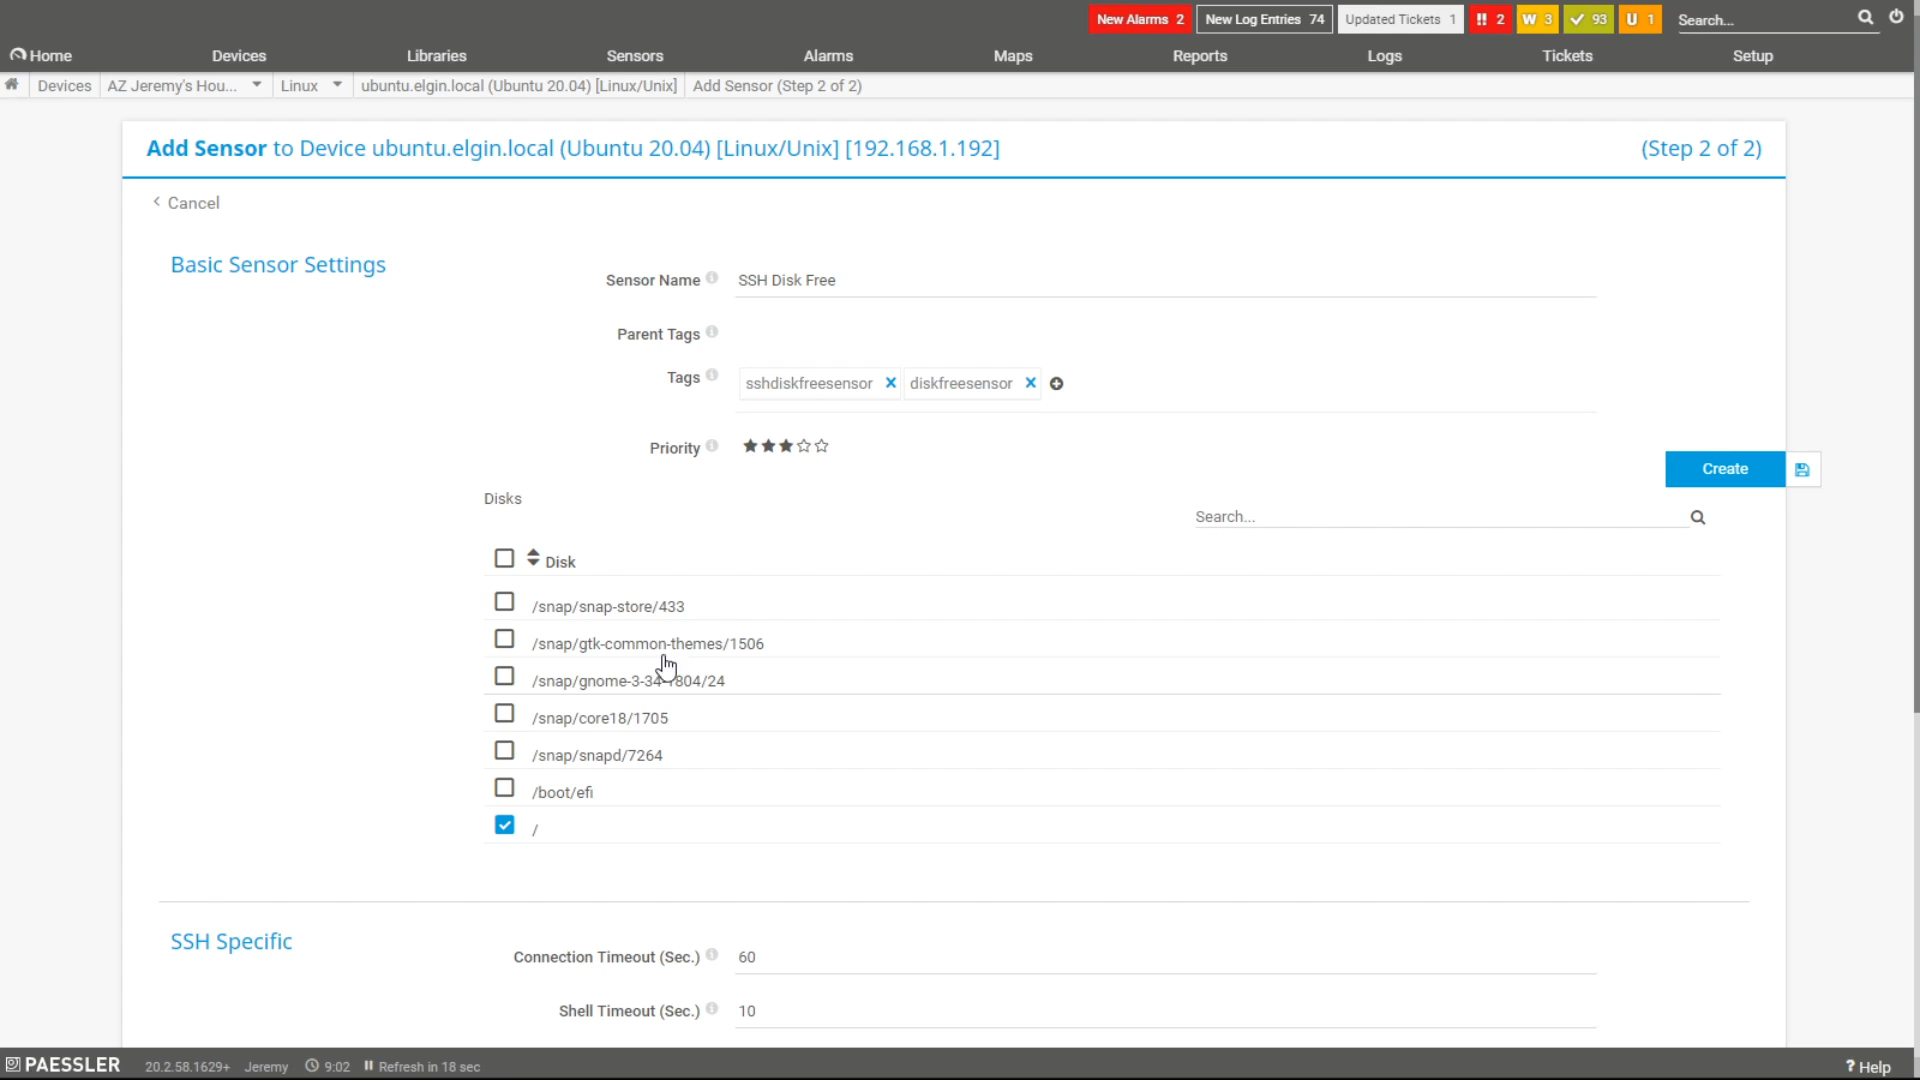 New Alarms 2 New Log Entries 74 Updated Tickets 1 !! 2 W 3 93 U 1 Search...
Home Devices Libraries Sensors Alarms Maps Reports Logs Tickets Setup
Devices AZ Jeremy's Hou... Linux ubuntu.elgin.local (Ubuntu 20.04) [Linux/Unix] Add Sensor (Step 2 of 2)
Add Sensor to Device ubuntu.elgin.local (Ubuntu 20.04) [Linux/Unix] [192.168.1.192] (Step 2 of 2)
< Cancel
Basic Sensor Settings
Sensor Name SSH Disk Free
Parent Tags
Tags sshdiskfreesensor diskfreesensor
Priority
Create
Disks
Search...
Disk
/snap/snap-store/433
/snap/gtk-common-themes/1506
/snap/gnome-3-34-1804/24
/snap/core18/1705
/snap/snapd/7264
/boot/efi
/
SSH Specific
Connection Timeout (Sec.) 60
Shell Timeout (Sec.) 10
PAESSLER 20.2.58.1629+ Jeremy 9:02 Refresh in 18 sec ? Help